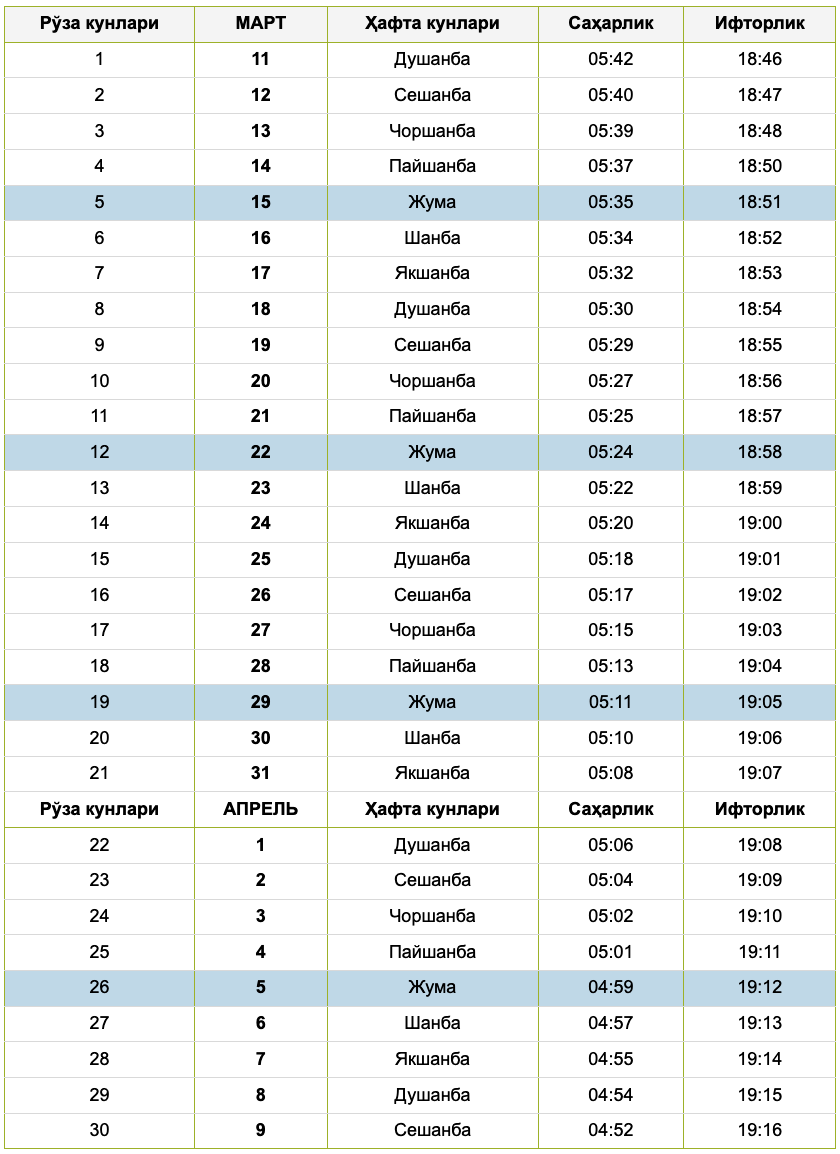 Рўза кунлари МАРТ Ҳафта кунлари Саҳарлик Ифторлик
1 11 Душанба 05:42 18:46
2 12 Сешанба 05:40 18:47
3 13 Чоршанба 05:39 18:48
4 14 Пайшанба 05:37 18:50
5 15 Жума 05:35 18:51
6 16 Шанба 05:34 18:52
7 17 Якшанба 05:32 18:53
8 18 Душанба 05:30 18:54
9 19 Сешанба 05:29 18:55
10 20 Чоршанба 05:27 18:56
11 21 Пайшанба 05:25 18:57
12 22 Жума 05:24 18:58
13 23 Шанба 05:22 18:59
14 24 Якшанба 05:20 19:00
15 25 Душанба 05:18 19:01
16 26 Сешанба 05:17 19:02
17 27 Чоршанба 05:15 19:03
18 28 Пайшанба 05:13 19:04
19 29 Жума 05:11 19:05
20 30 Шанба 05:10 19:06
21 31 Якшанба 05:08 19:07
Рўза кунлари АПРЕЛЬ Ҳафта кунлари Саҳарлик Ифторлик
22 1 Душанба 05:06 19:08
23 2 Сешанба 05:04 19:09
24 3 Чоршанба 05:02 19:10
25 4 Пайшанба 05:01 19:11
26 5 Жума 04:59 19:12
27 6 Шанба 04:57 19:13
28 7 Якшанба 04:55 19:14
29 8 Душанба 04:54 19:15
30 9 Сешанба 04:52 19:16